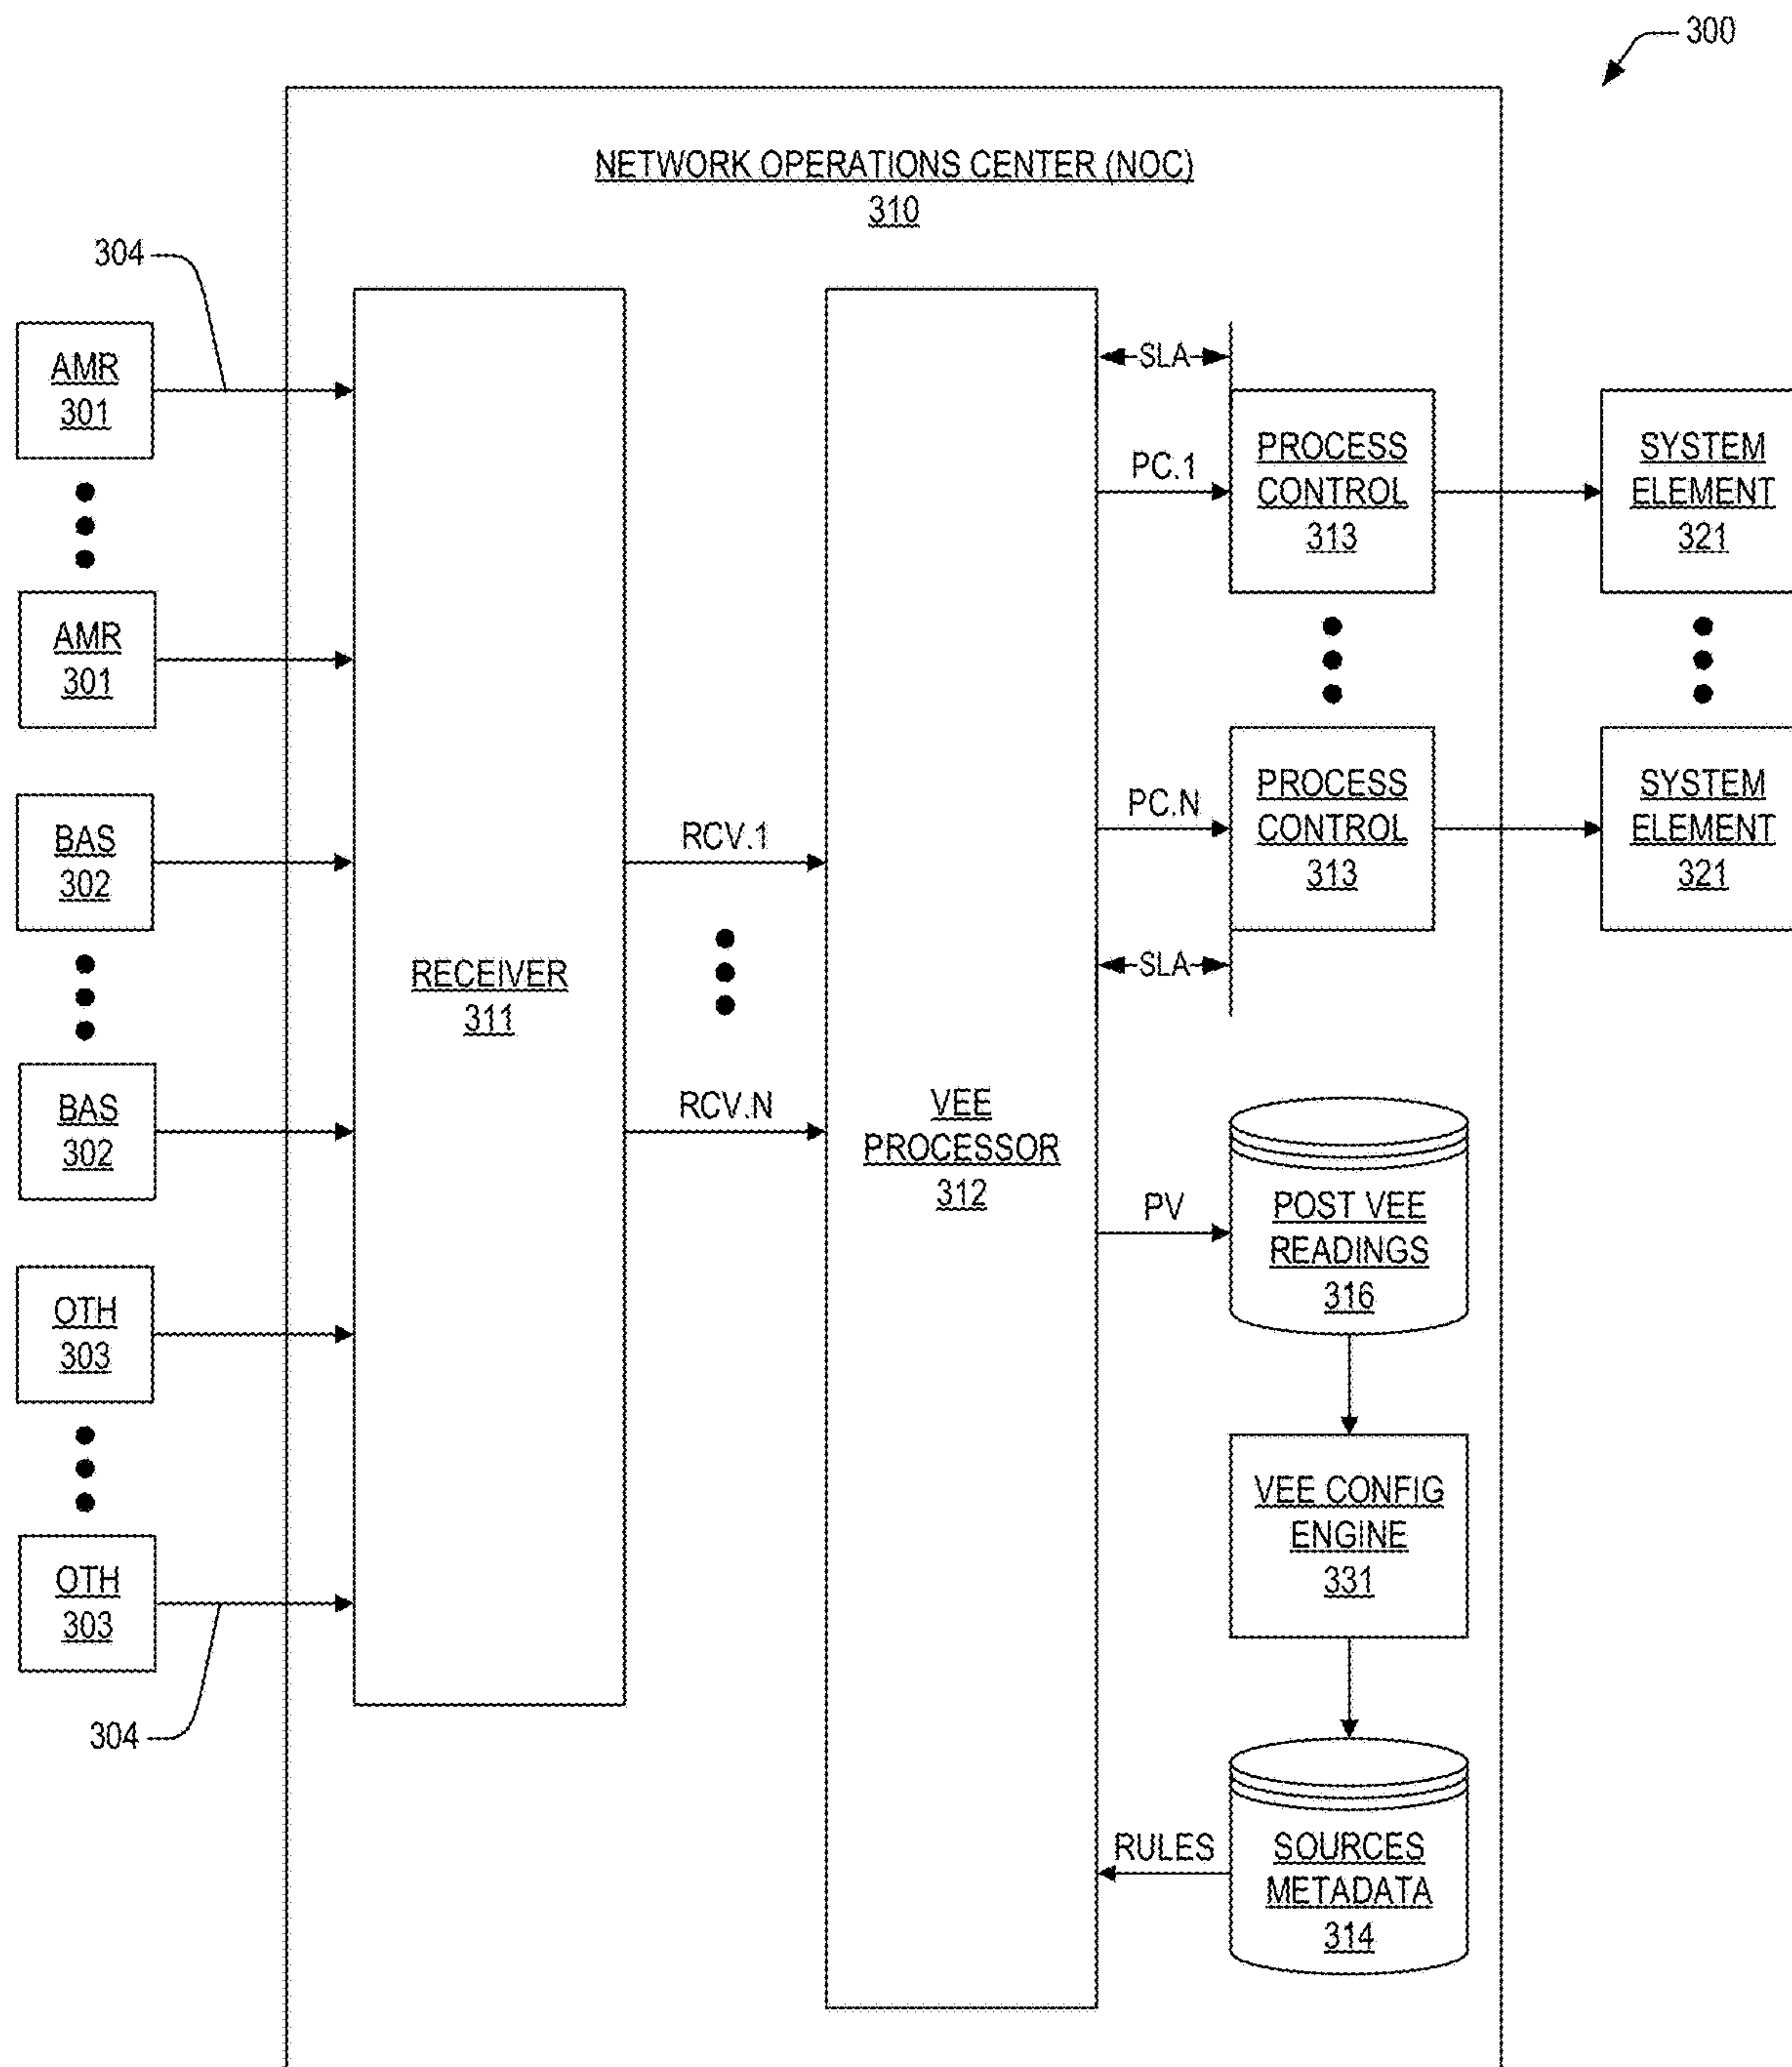 300
NETWORK OPERATIONS CENTER (NOC)
310
304
AMR
301
AMR
301
BAS
302
BAS
302
OTH
303
OTH
303
304
RECEIVER
311
RCV.1
RCV.N
VEE
PROCESSOR
312
SLA
PC.1
PROCESS
CONTROL
313
SYSTEM
ELEMENT
321
PC.N
PROCESS
CONTROL
313
SYSTEM
ELEMENT
321
SLA
PV
POST VEE
READINGS
316
VEE CONFIG
ENGINE
331
RULES
SOURCES
METADATA
314